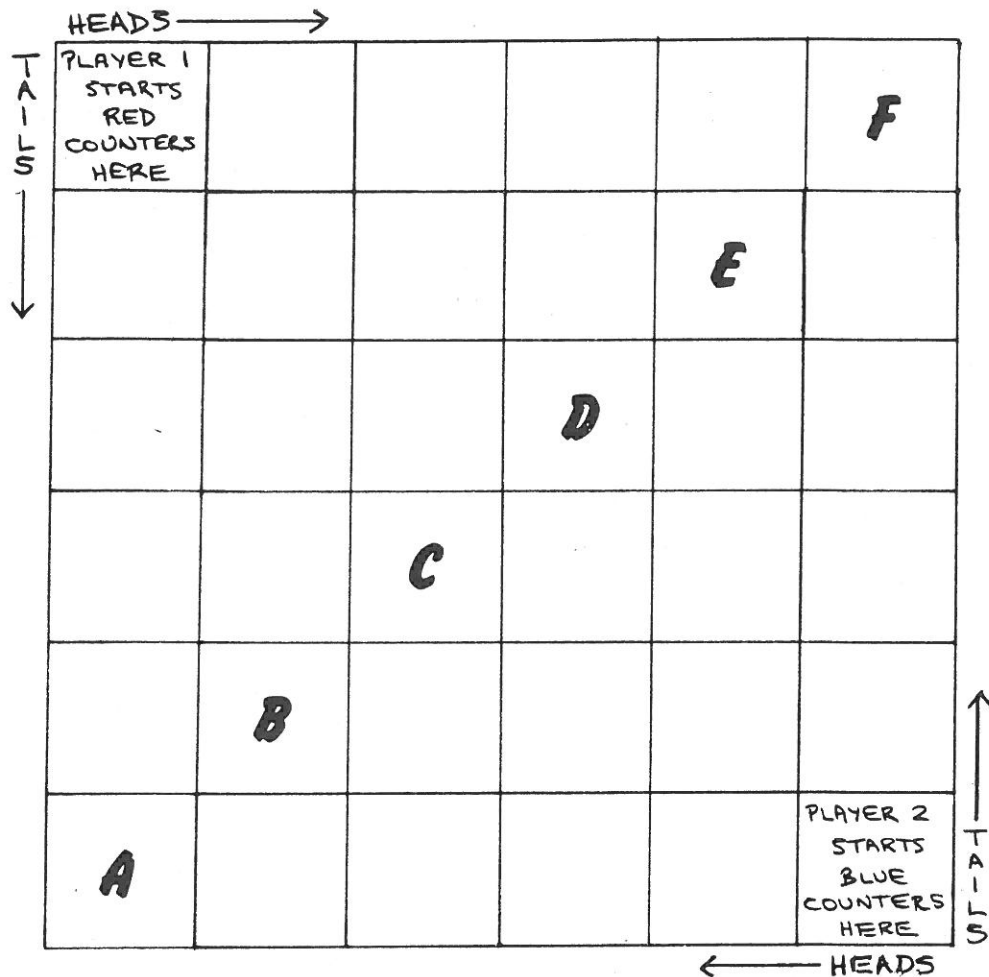 HEADS
TAILS
PLAYER 1
STARTS
RED
COUNTERS
HERE
F
E
D
C
B
A
PLAYER 2
STARTS
BLUE
COUNTERS
HERE
TAILS
HEADS